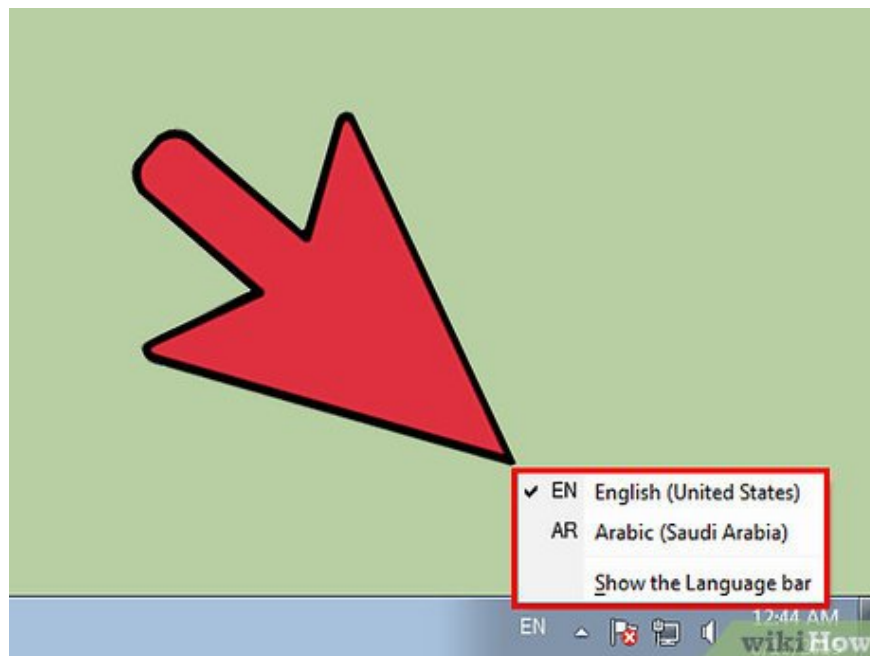 EN English (United States)
AR Arabic (Saudi Arabia)
Show the Language bar
EN
12:44 AM
wikiHow